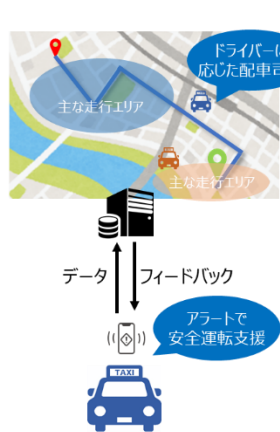 ドライバーに
応じた配車
主な走行エリア
主な走行エリア
データ
フィードバック
アラートで
安全運転支援
TAXI